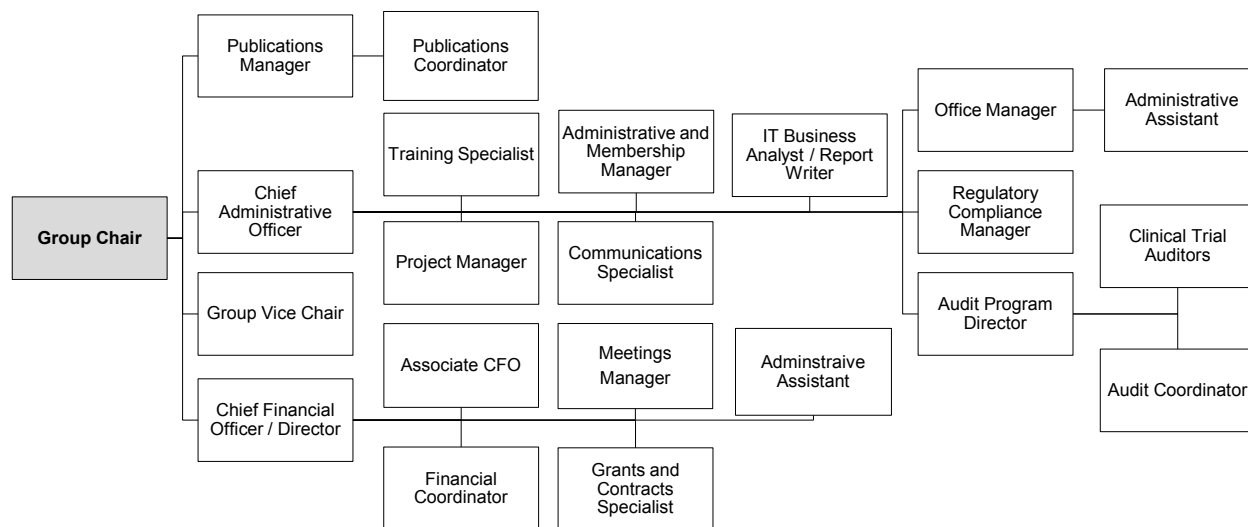 Publications
Manager
Publications
Coordinator
Office Manager
Administrative
Assistant
Training Specialist
Administrative and
Membership
Manager
IT Business
Analyst / Report
Writer
Group Chair
Chief
Administrative
Officer
Regulatory
Compliance
Manager
Clinical Trial
Auditors
Project Manager
Communications
Specialist
Group Vice Chair
Audit Program
Director
Associate CFO
Meetings
Manager
Adminstraive
Assistant
Audit Coordinator
Chief Financial
Officer / Director
Financial
Coordinator
Grants and
Contracts
Specialist